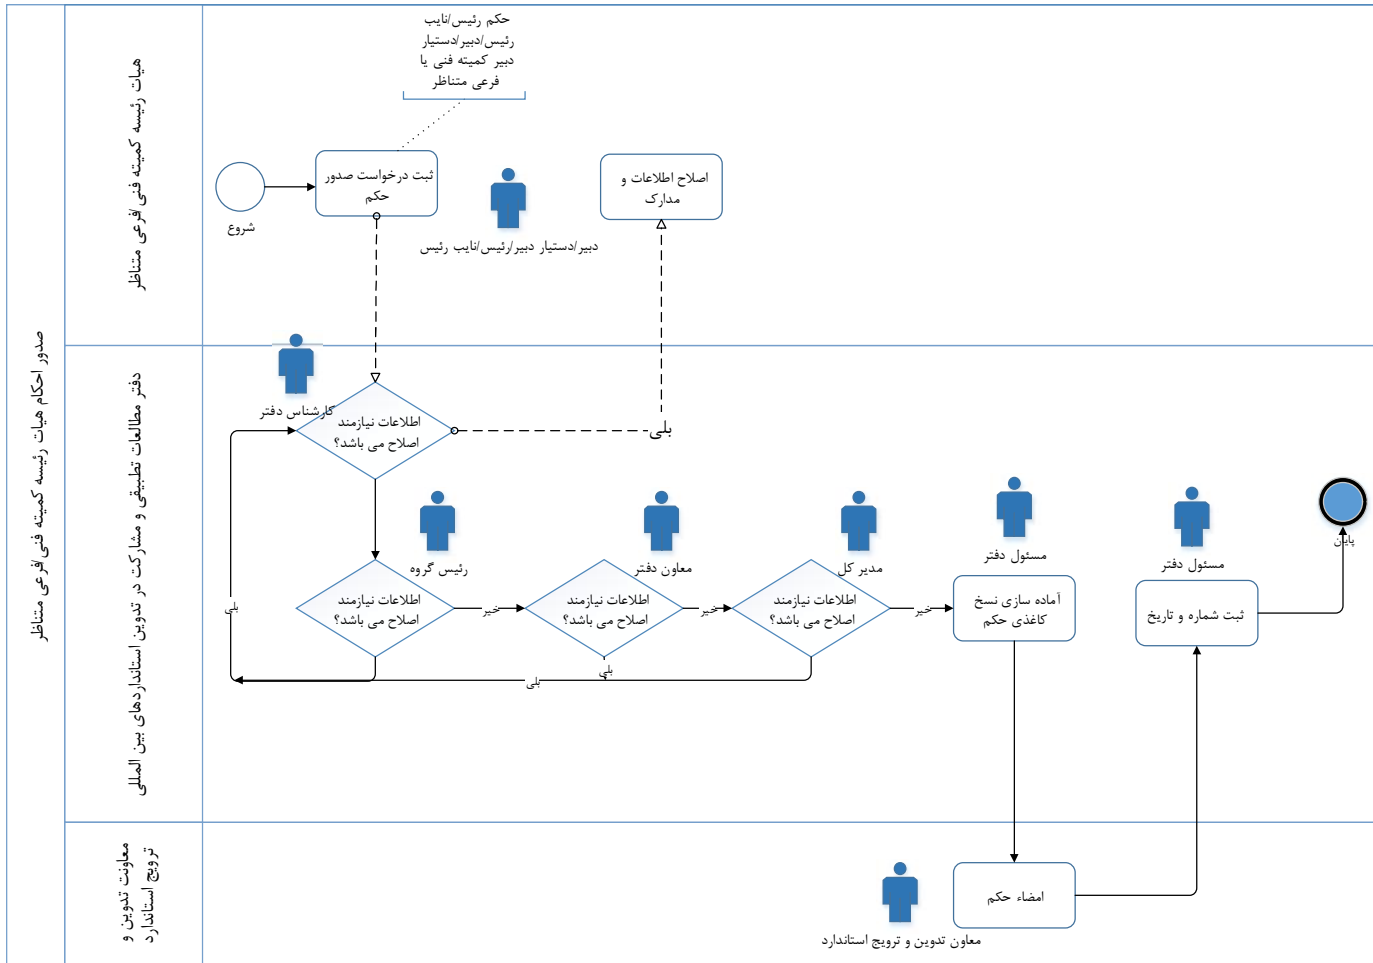 صدور احکام هیات رئیسه کمیته فنی/فرعی متناظر
هیات رئیسه کمیته فنی/فرعی متناظر
حکم رئیس/نایب
رئیس/دبیر/دستیار
دبیر کمیته فنی یا
فرعی متناظر
شروع
ثبت درخواست صدور
حکم
دبیر/دستیار دبیر/رئیس/نایب رئیس
اصلاح اطلاعات و
مدارک
دفتر مطالعات تطبیقی و مشارکت در تدوین استانداردهای بین المللی
کارشناس دفتر
اطلاعات نیازمند
اصلاح می باشد؟
بلی
رئیس گروه
اطلاعات نیازمند
اصلاح می باشد؟
بلی
خیر
معاون دفتر
اطلاعات نیازمند
اصلاح می باشد؟
بلی
خیر
مدیر کل
اطلاعات نیازمند
اصلاح می باشد؟
بلی
خیر
مسئول دفتر
آماده سازی نسخ
کاغذی حکم
مسئول دفتر
ثبت شماره و تاریخ
پایان
معاونت تدوین و
ترویج استاندارد
معاون تدوین و ترویج استاندارد
امضاء حکم